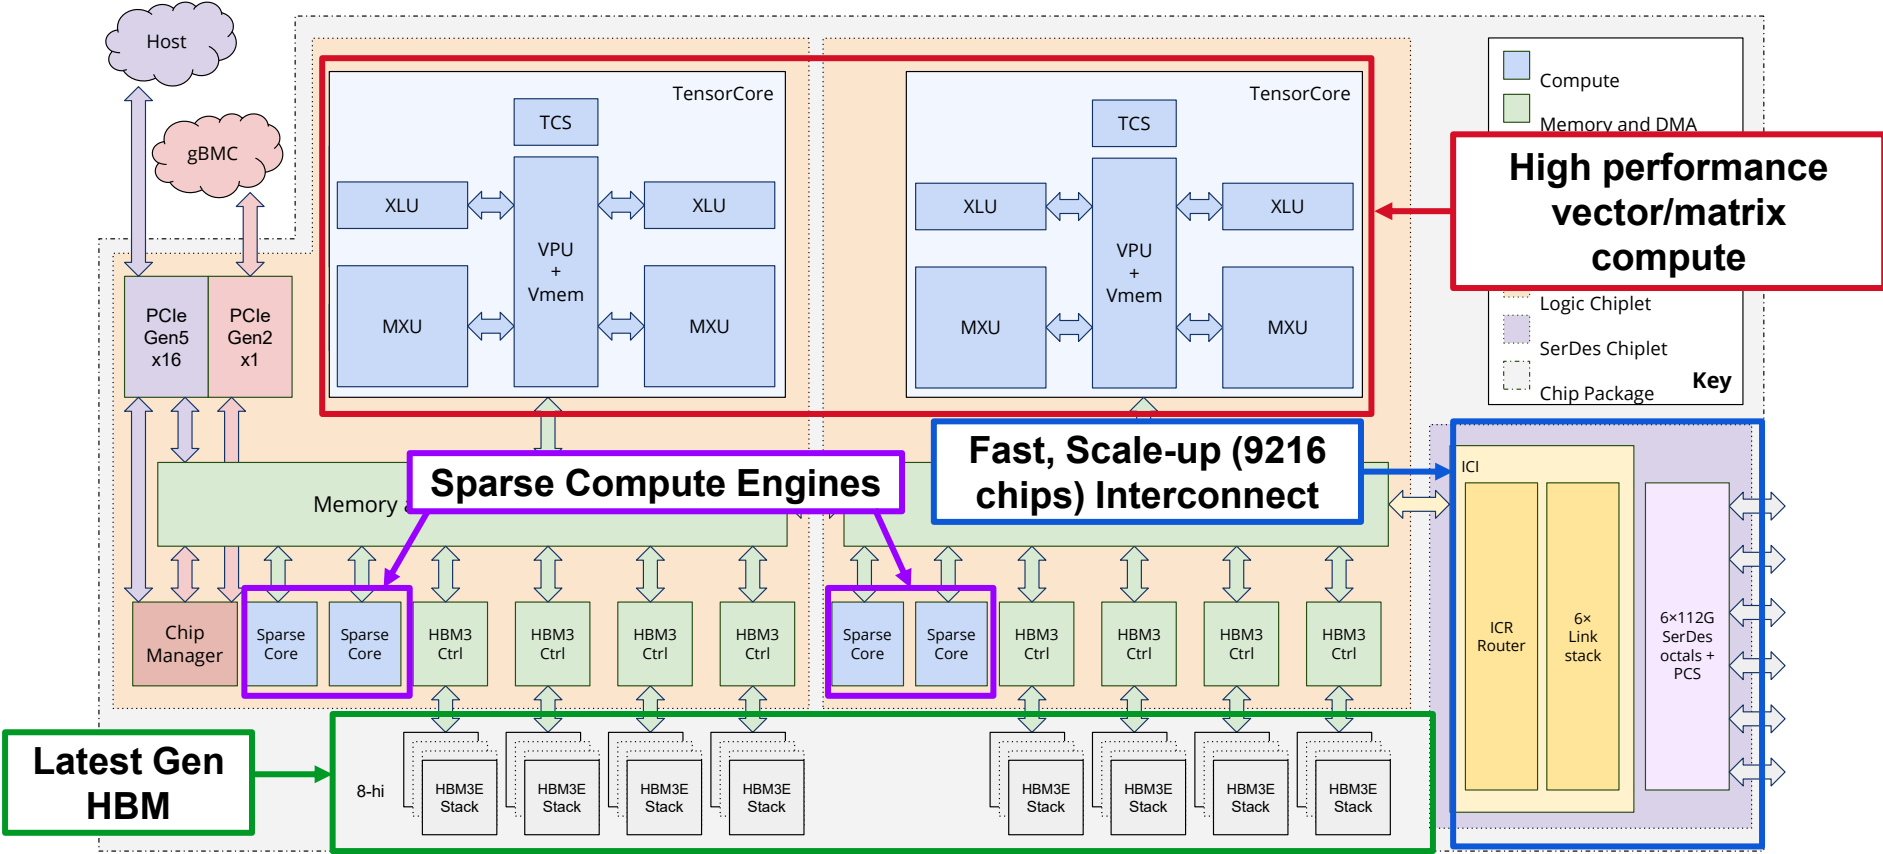 Host
gBMC
PCIe
Gen5
x16
PCIe
Gen2
x1
TensorCore
TCS
XLU
XLU
VPU
+
Vmem
MXU
MXU
TensorCore
TCS
XLU
XLU
VPU
+
Vmem
MXU
MXU
Compute
Memory and DMA
High performance
vector/matrix
compute
Logic Chiplet
SerDes Chiplet
Chip Package
Key
Memory
Sparse Compute Engines
Fast, Scale-up (9216
chips) Interconnect
ICI
ICR
Router
6×
Link
stack
6×112G
SerDes
octals +
PCS
Chip
Manager
Sparse
Core
Sparse
Core
HBM3
Ctrl
HBM3
Ctrl
HBM3
Ctrl
HBM3
Ctrl
Sparse
Core
Sparse
Core
HBM3
Ctrl
HBM3
Ctrl
HBM3
Ctrl
HBM3
Ctrl
Latest Gen
HBM
8-hi
HBM3E
Stack
HBM3E
Stack
HBM3E
Stack
HBM3E
Stack
HBM3E
Stack
HBM3E
Stack
HBM3E
Stack
HBM3E
Stack